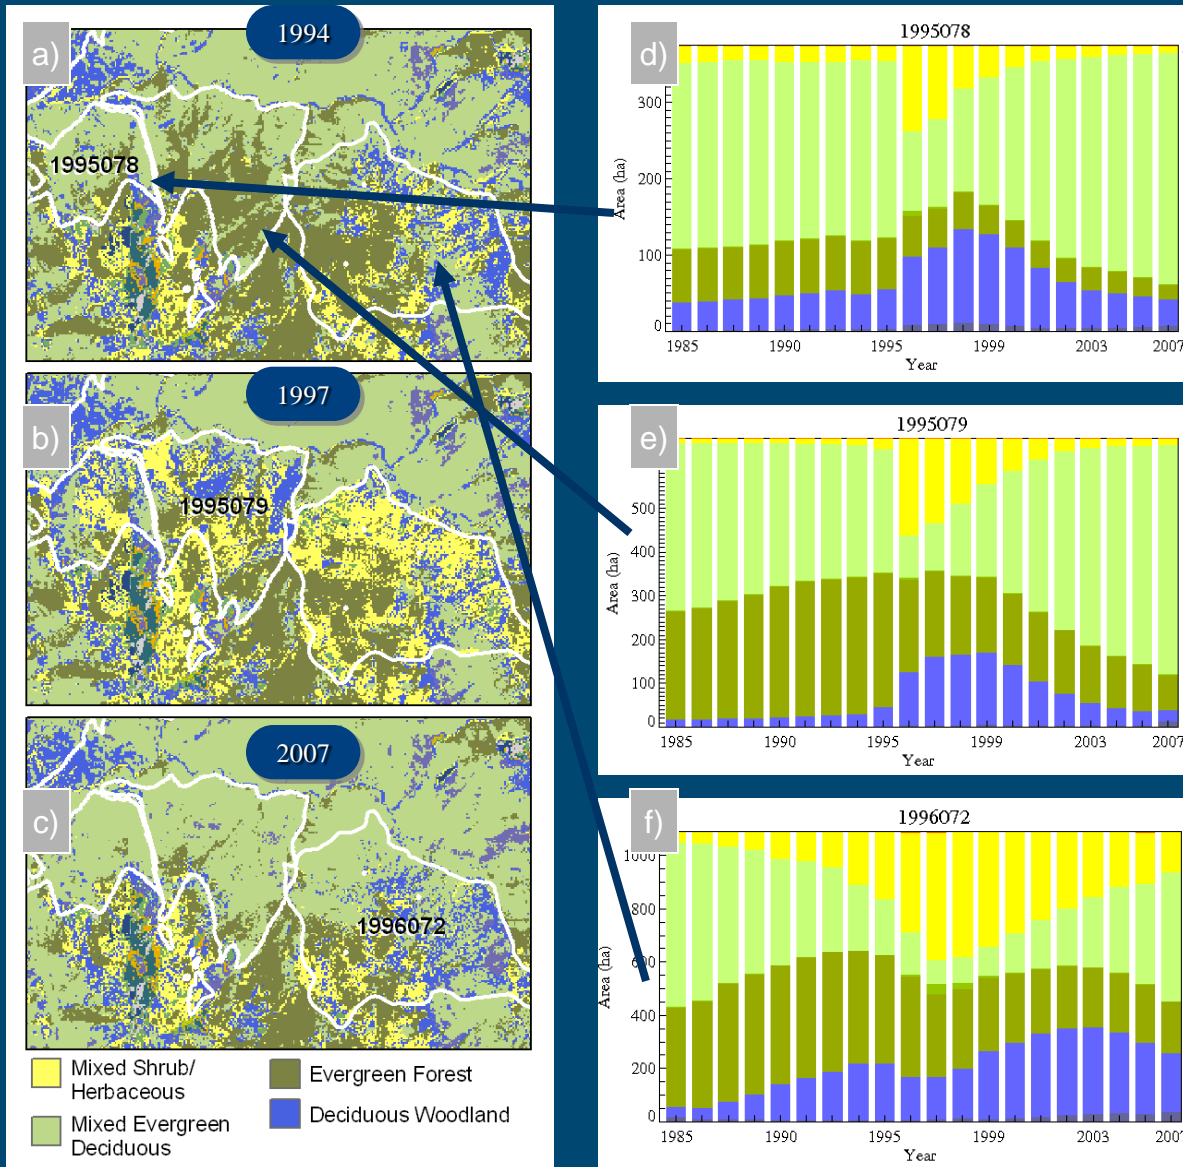 a)
1994
1995078
b)
1997
1995079
c)
2007
1996072
Mixed Shrub/
Herbaceous
Mixed Evergreen
Deciduous
Evergreen Forest
Deciduous Woodland
d)
1995078
Area (ha)
300
200
100
0
1985 1990 1995 1999 2003 2007
Year
e)
1995079
Area (ha)
500
400
300
200
100
0
1985 1990 1995 1999 2003 2007
Year
f)
1996072
Area (ha)
1000
800
600
400
200
0
1985 1990 1995 1999 2003 2007
Year